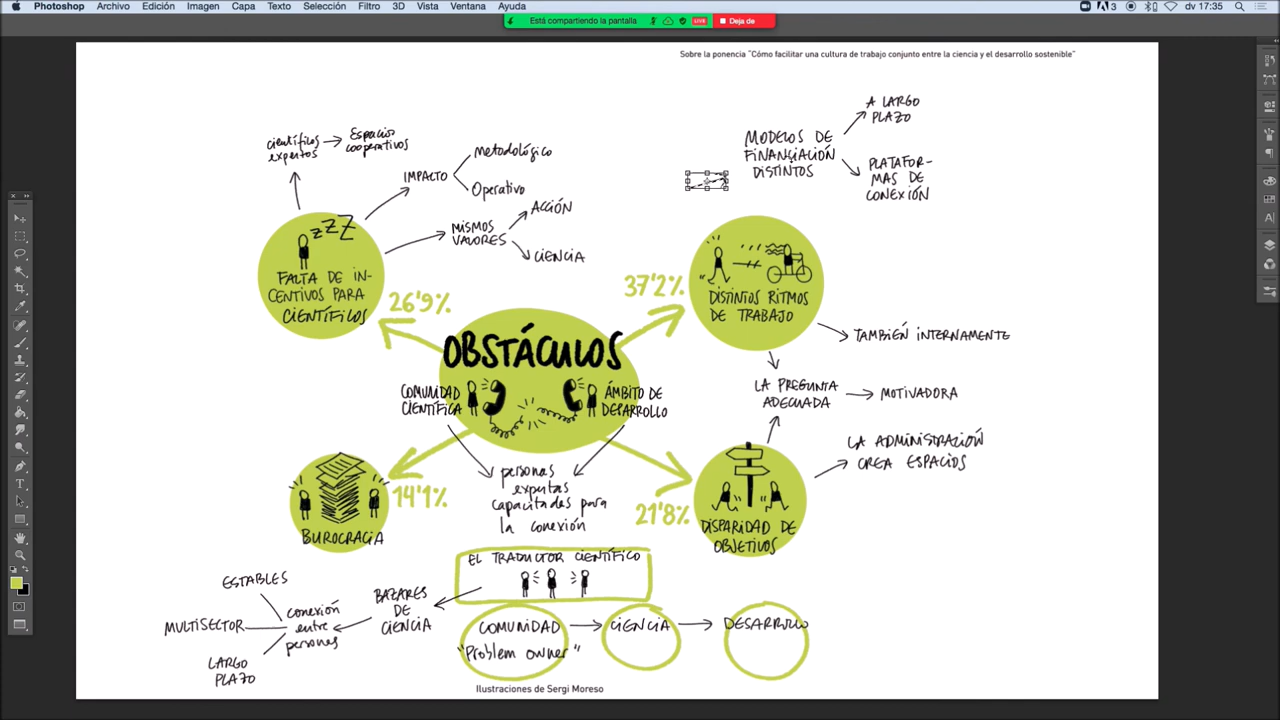 Photoshop Archivo Edición Imagen Capa Texto Selección Filtro 3D Vista Ventana Ayuda
3 dv 17:35
Está compartiendo la pantalla LIVE Deja de
Sobre la ponencia "Cómo facilitar una cultura de trabajo conjunto entre la ciencia y el desarrollo sostenible"
científicos
expertos
Espacios
cooperativos
IMPACTO
metodológico
Operativo
MISMOS
VALORES
ACCIÓN
CIENCIA
zzZ
FALTA DE IN-
CENTIVOS PARA
CIENTÍFICOS
26'9%
MODELOS DE
FINANCIACIÓN
DISTINTOS
A LARGO
PLAZO
PLATAFOR-
MAS DE
CONEXIÓN
37'2%
DISTINTOS RITMOS
DE TRABAJO
TAMBIÉN INTERNAMENTE
OBSTÁCULOS
COMUNIDAD
CIENTÍFICA
ÁMBITO DE
DESARROLLO
LA PREGUNTA
ADECUADA
MOTIVADORA
LA ADMINISTRACIÓN
CREA ESPACIOS
personas
expertas
capacitades para
la conexión
14'1%
BUROCRACIA
21'8%
DISPARIDAD DE
OBJETIVOS
EL TRADUCTOR CIENTÍFICO
BAZARES
DE
CIENCIA
conexión
entre
personas
ESTABLES
MULTISECTOR
LARGO
PLAZO
COMUNIDAD
"Problem owner"
CIENCIA
DESARROLLO
Ilustraciones de Sergi Moreso